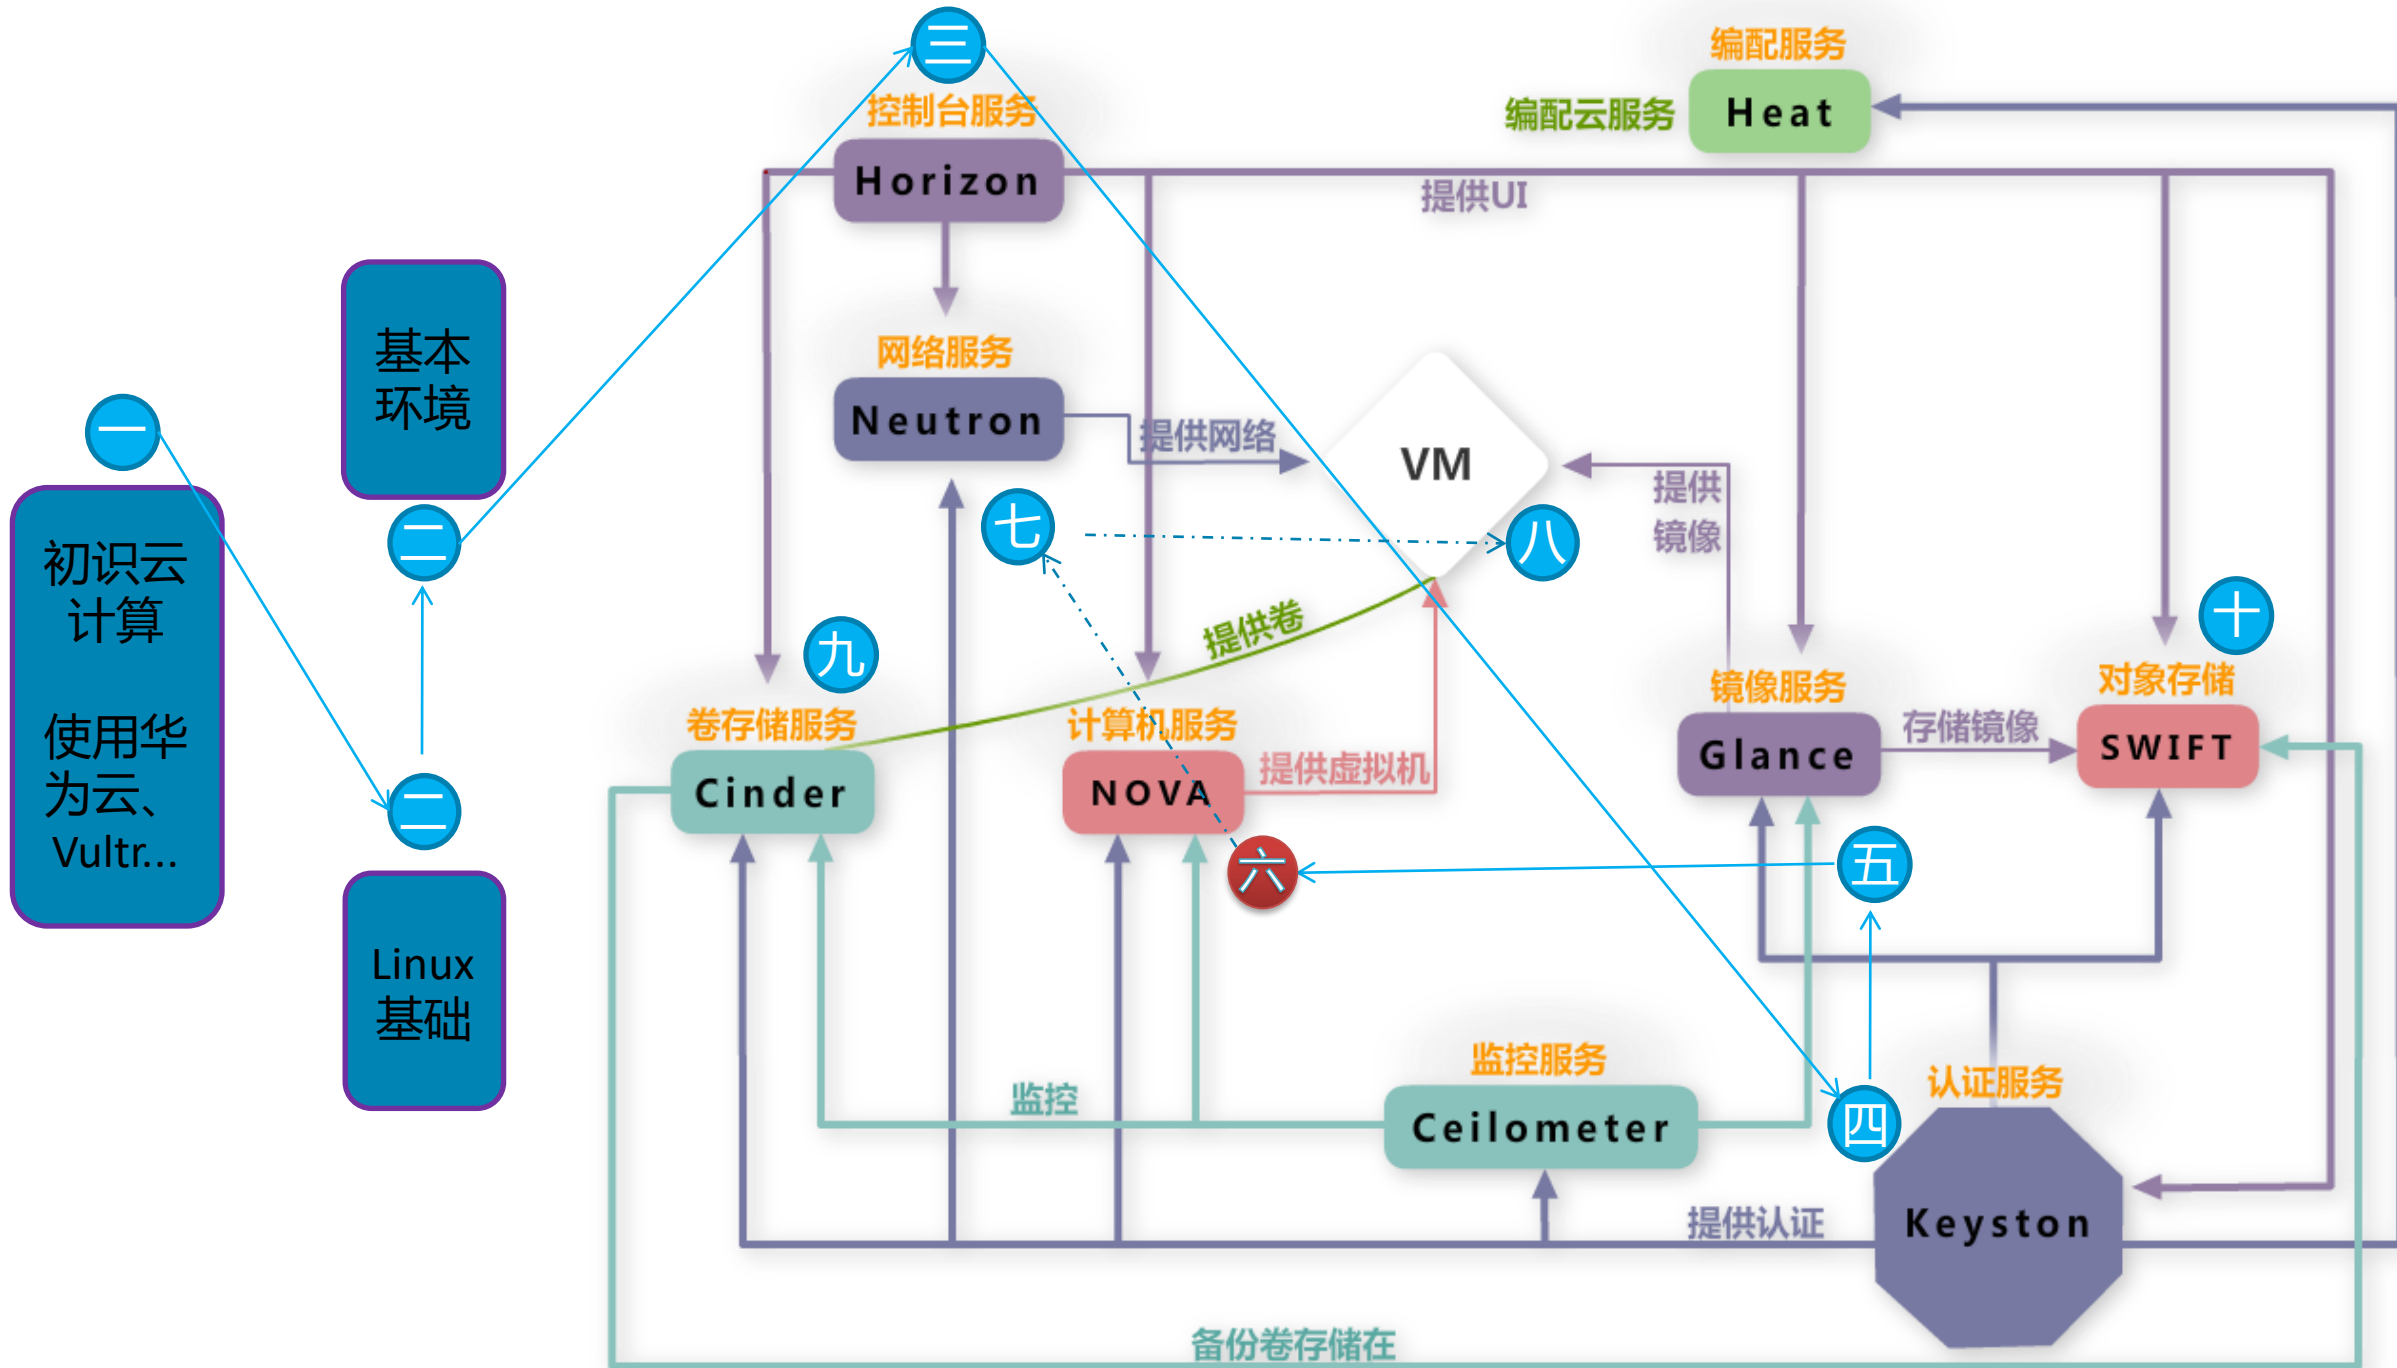 三
控制台服务
Horizon
编配服务
编配云服务
Heat
提供UI
基本
环境
一
二
初识云
计算
使用华
为云、
Vultr...
二
Linux
基础
网络服务
Neutron
提供网络
VM
提供
镜像
七
八
九
提供卷
十
卷存储服务
Cinder
计算机服务
NOVA
提供虚拟机
镜像服务
Glance
存储镜像
对象存储
SWIFT
六
五
监控
监控服务
Ceilometer
四
认证服务
提供认证
Keyston
备份卷存储在